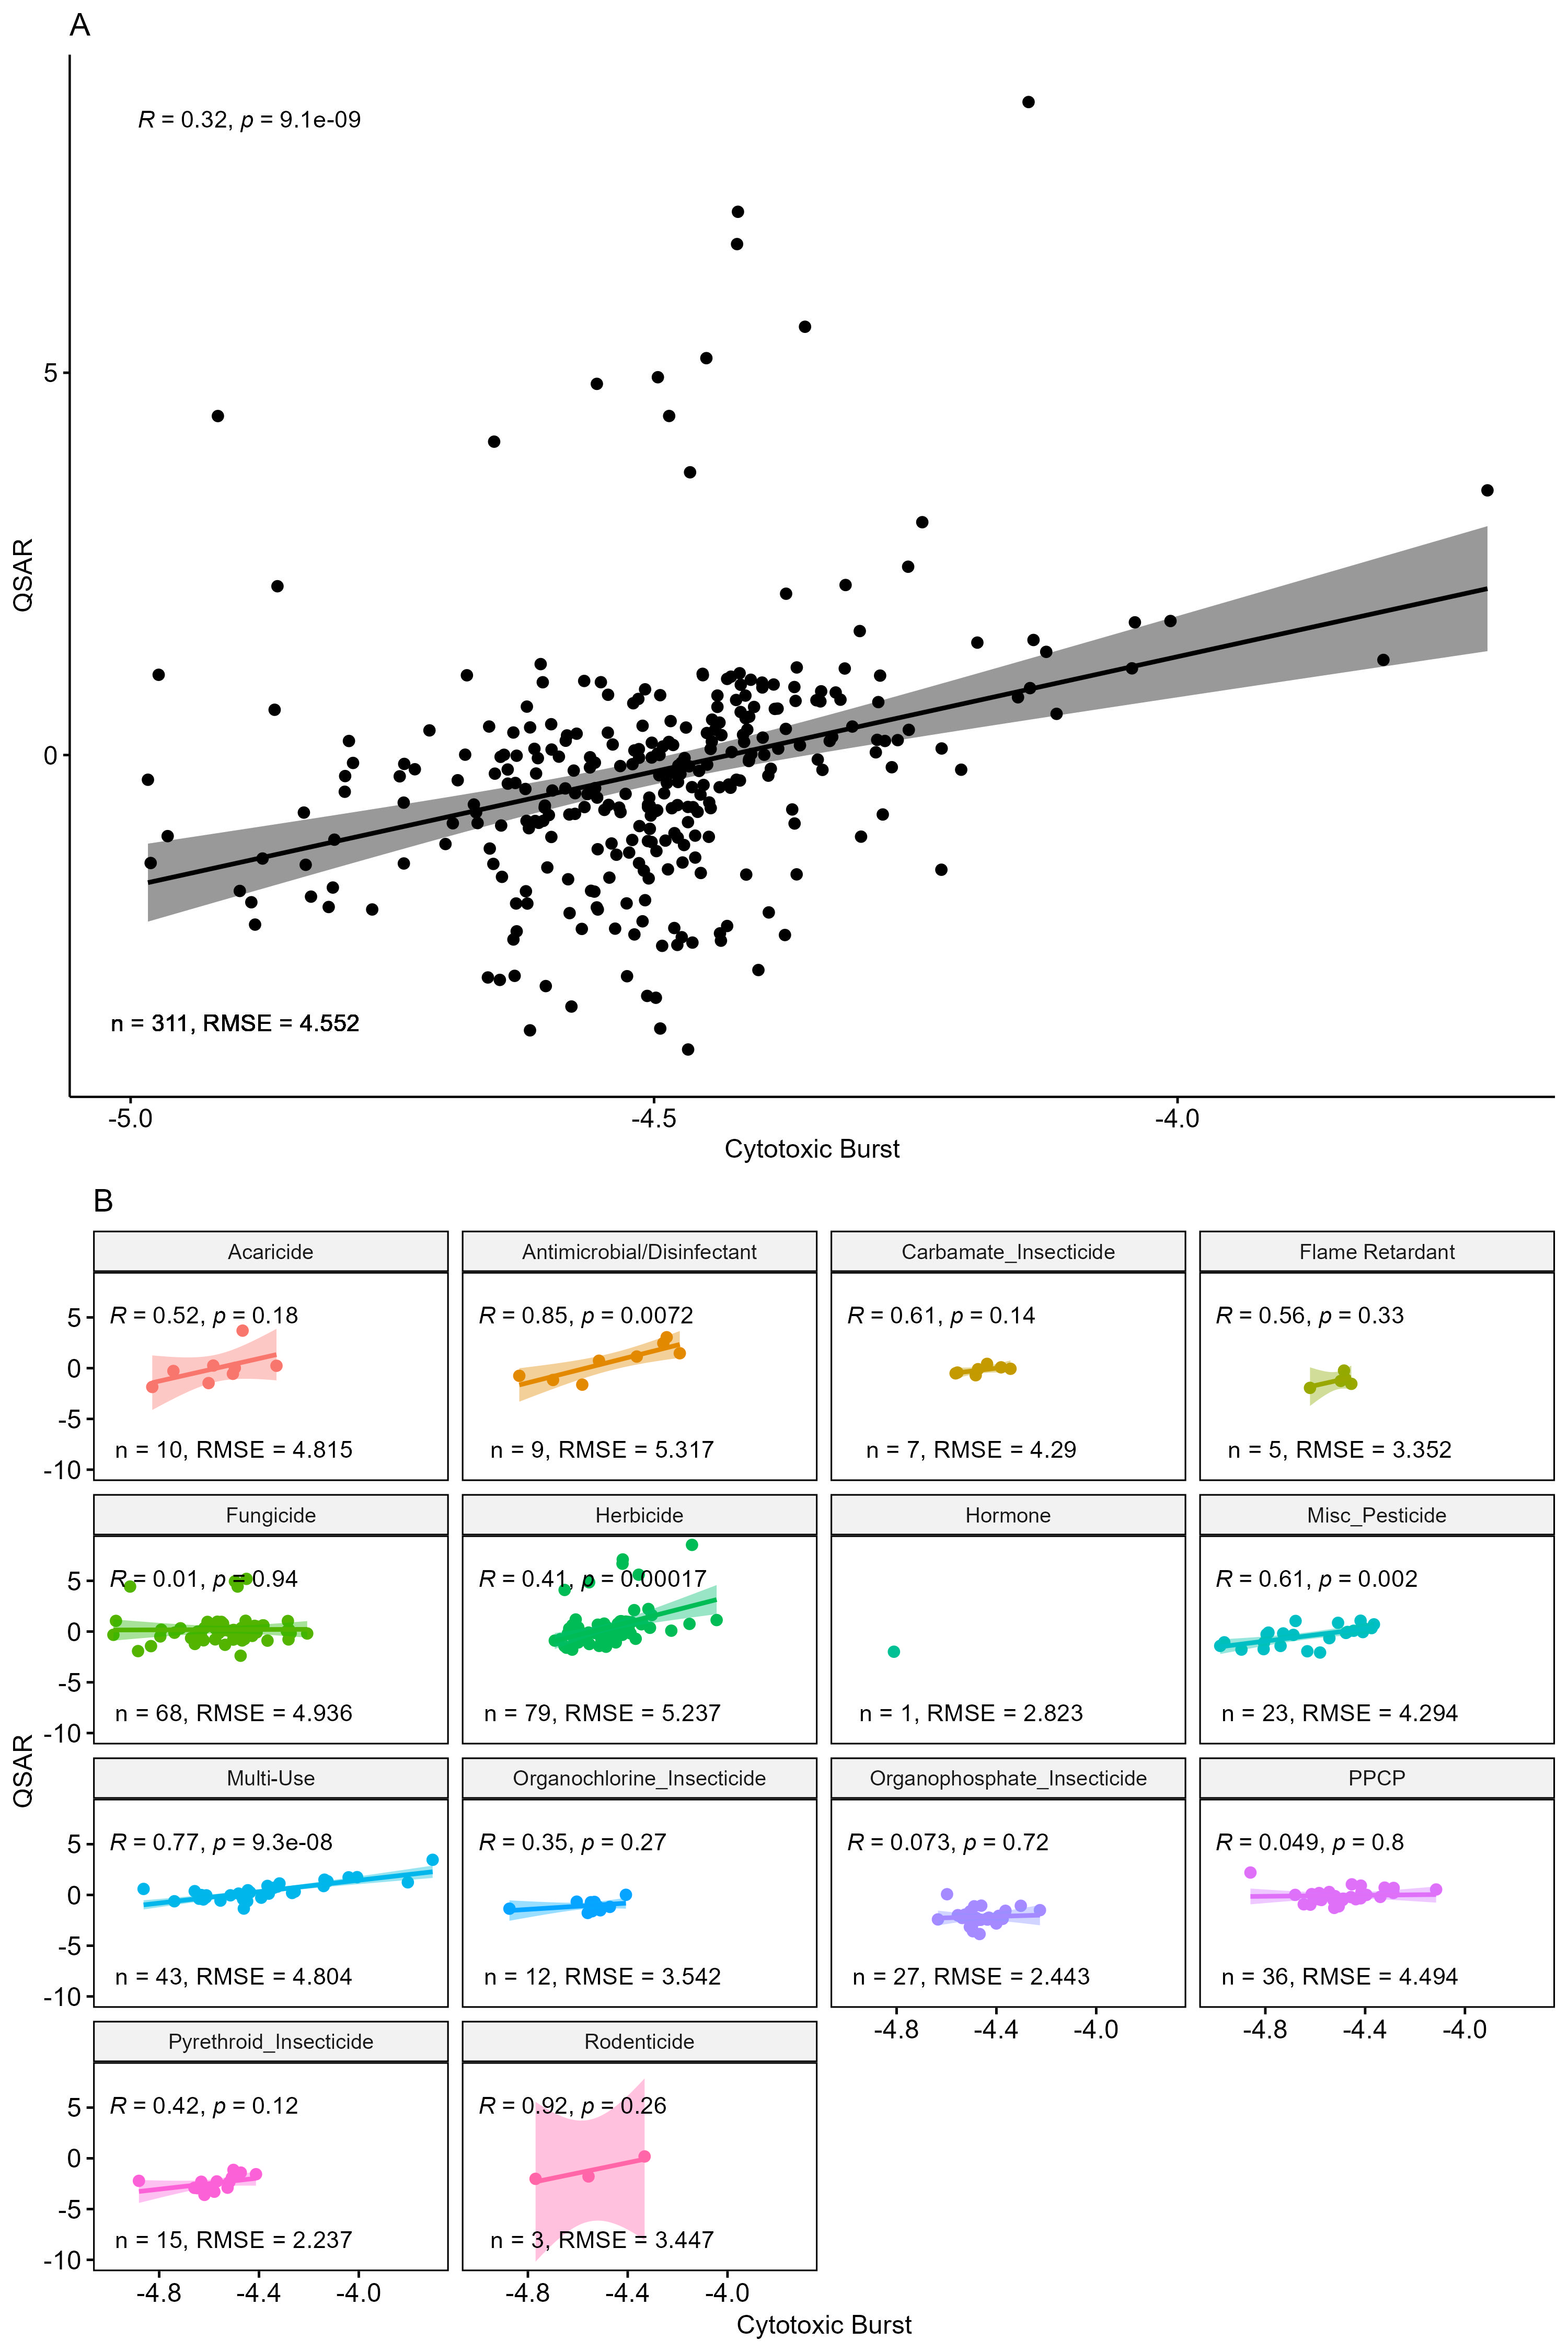 A
R = 0.32, p = 9.1e-09
5
0
QSAR
n = 311, RMSE = 4.552
-5.0 -4.5 -4.0
Cytotoxic Burst
B
Acaricide Antimicrobial/Disinfectant Carbamate_Insecticide Flame Retardant
5 R = 0.52, p = 0.18 R = 0.85, p = 0.0072 R = 0.61, p = 0.14 R = 0.56, p = 0.33
0
-5
n = 10, RMSE = 4.815 n = 9, RMSE = 5.317 n = 7, RMSE = 4.29 n = 5, RMSE = 3.352
-10
Fungicide Herbicide Hormone Misc_Pesticide
5 R = 0.01, p = 0.94 R = 0.41, p = 0.00017 R = 0.61, p = 0.002
0
-5
n = 68, RMSE = 4.936 n = 79, RMSE = 5.237 n = 1, RMSE = 2.823 n = 23, RMSE = 4.294
-10
QSAR
Multi-Use Organochlorine_Insecticide Organophosphate_Insecticide PPCP
5 R = 0.77, p = 9.3e-08 R = 0.35, p = 0.27 R = 0.073, p = 0.72 R = 0.049, p = 0.8
0
-5
n = 43, RMSE = 4.804 n = 12, RMSE = 3.542 n = 27, RMSE = 2.443 n = 36, RMSE = 4.494
-10
-4.8 -4.4 -4.0 -4.8 -4.4 -4.0
Pyrethroid_Insecticide Rodenticide
5 R = 0.42, p = 0.12 R = 0.92, p = 0.26
0
-5
n = 15, RMSE = 2.237 n = 3, RMSE = 3.447
-10
-4.8 -4.4 -4.0 -4.8 -4.4 -4.0
Cytotoxic Burst